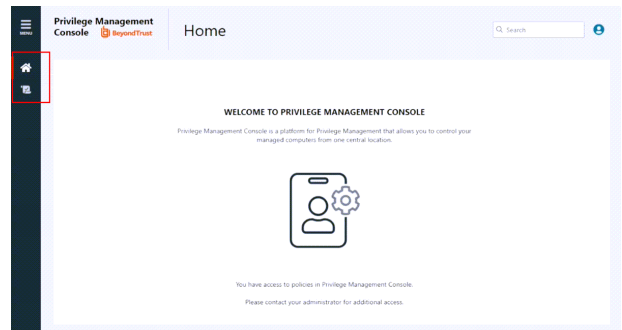 MENU
Privilege Management
Console BeyondTrust
Home
Search
WELCOME TO PRIVILEGE MANAGEMENT CONSOLE
Privilege Management Console is a platform for Privilege Management that allows you to control your
managed computers from one central location.
You have access to policies in Privilege Management Console.
Please contact your administrator for additional access.